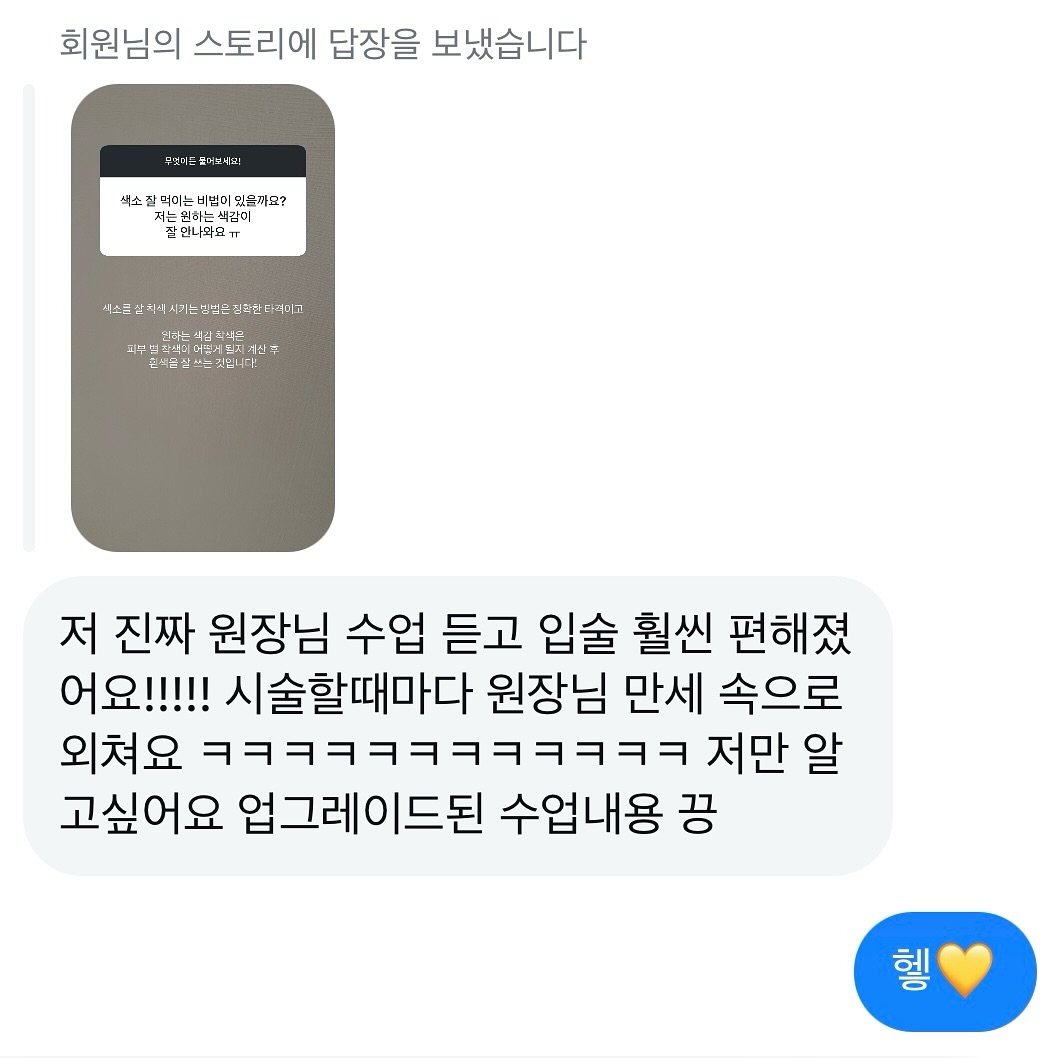 회원님의 스토리에 답장을 보냈습니다
무엇이든 물어보세요!
색소 잘 먹이는 비법이 있을까요?
저는 원하는 색감이
잘 안나와요 ㅠ
색소를 잘 착색 시키는 방법은 정확한 타격이고
원하는 색감 착색은
피부 별 착색이 어떻게 될지 계산 후
흰색을 잘 쓰는 것입니다!
저 진짜 원장님 수업 듣고 입술 훨씬 편해졌
어요!!!!! 시술할때마다 원장님 만세 속으로
외쳐요 ㅋㅋㅋㅋㅋㅋㅋㅋㅋㅋㅋㅋ 저만 알
고싶어요 업그레이드된 수업내용 끙
헿💛